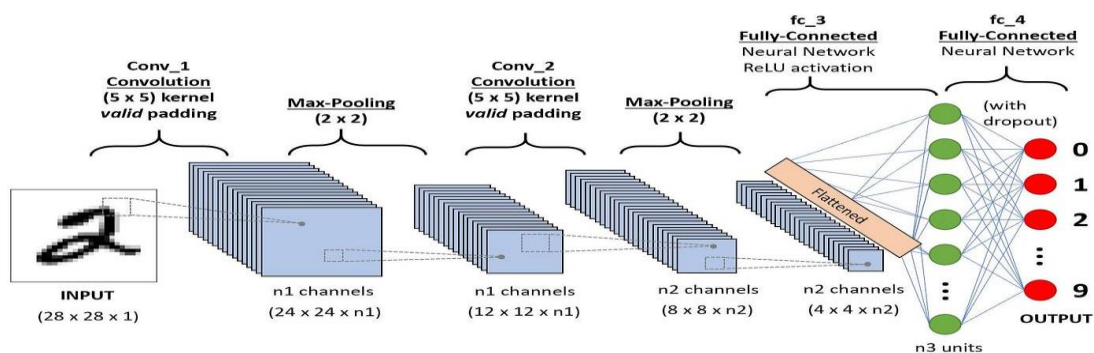 Conv_1
Convolution
(5 x 5) kernel
valid padding
Max-Pooling
(2 x 2)
Conv_2
Convolution
(5 x 5) kernel
valid padding
Max-Pooling
(2 x 2)
fc_3
Fully-Connected
Neural Network
ReLU activation
fc_4
Fully-Connected
Neural Network
(with
dropout)
INPUT
(28 x 28 x 1)
n1 channels
(24 x 24 x n1)
n1 channels
(12 x 12 x n1)
n2 channels
(8 x 8 x n2)
n2 channels
(4 x 4 x n2)
Flattened
n3 units
0
1
2
9
OUTPUT